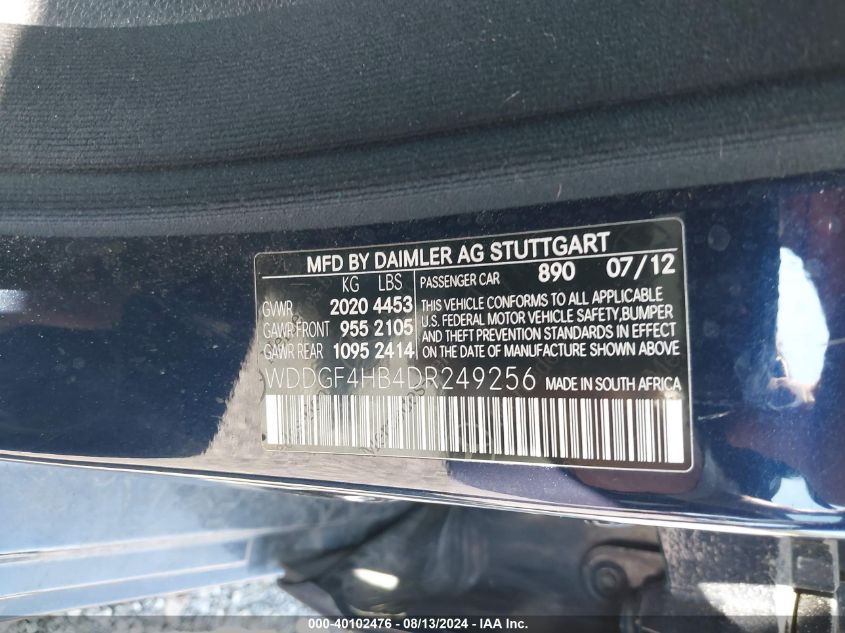 MFD BY DAIMLER AG STUTTGART
KG LBS PASSENGER CAR 890 07/12
GVWR 2020 4453 THIS VEHICLE CONFORMS TO ALL APPLICABLE
U.S. FEDERAL MOTOR VEHICLE SAFETY,BUMPER
GAWR FRONT 955 2105 AND THEFT PREVENTION STANDARDS IN EFFECT
GAWR REAR 1095 2414 ON THE DATE OF MANUFACTURE SHOWN ABOVE
WDDGF4HB4DR249256 MADE IN SOUTH AFRICA
000-40102476 - 08/13/2024 - IAA Inc.